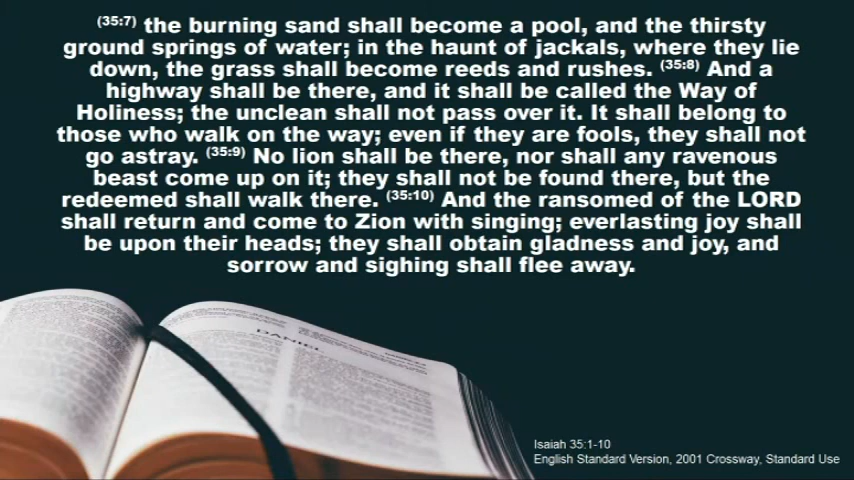 (35:7) the burning sand shall become a pool, and the thirsty
ground springs of water; in the haunt of jackals, where they lie
down, the grass shall become reeds and rushes. (35:8) And a
highway shall be there, and it shall be called the Way of
Holiness; the unclean shall not pass over it. It shall belong to
those who walk on the way; even if they are fools, they shall not
go astray. (35:9) No lion shall be there, nor shall any ravenous
beast come up on it; they shall not be found there, but the
redeemed shall walk there. (35:10) And the ransomed of the LORD
shall return and come to Zion with singing; everlasting joy shall
be upon their heads; they shall obtain gladness and joy, and
sorrow and sighing shall flee away.
DANIEL
Isaiah 35:1-10
English Standard Version, 2001 Crossway, Standard Use